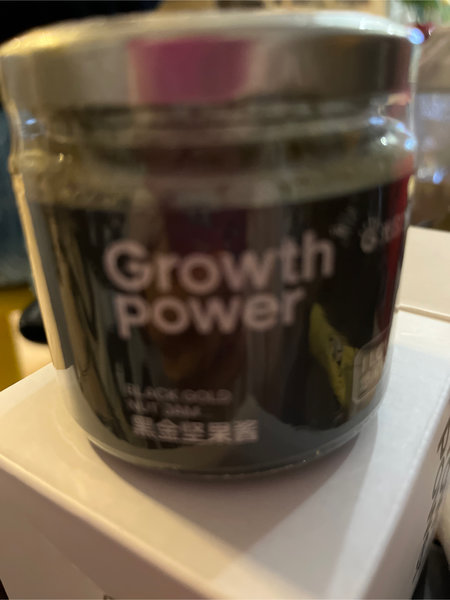 Growth
power
BLACK GOLD
NUT JAM
黑金坚果酱